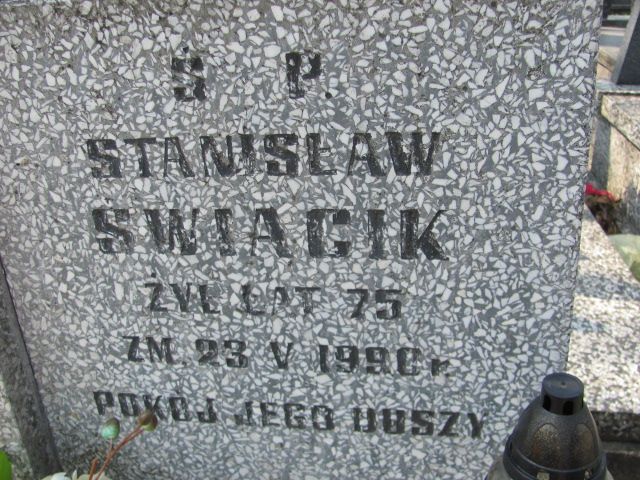 Ś P.
STANISŁAW
ŚWIĄCIK
ŻYŁ LAT 75
ZM. 23 V 1990 r.
POKÓJ JEGO DUSZY